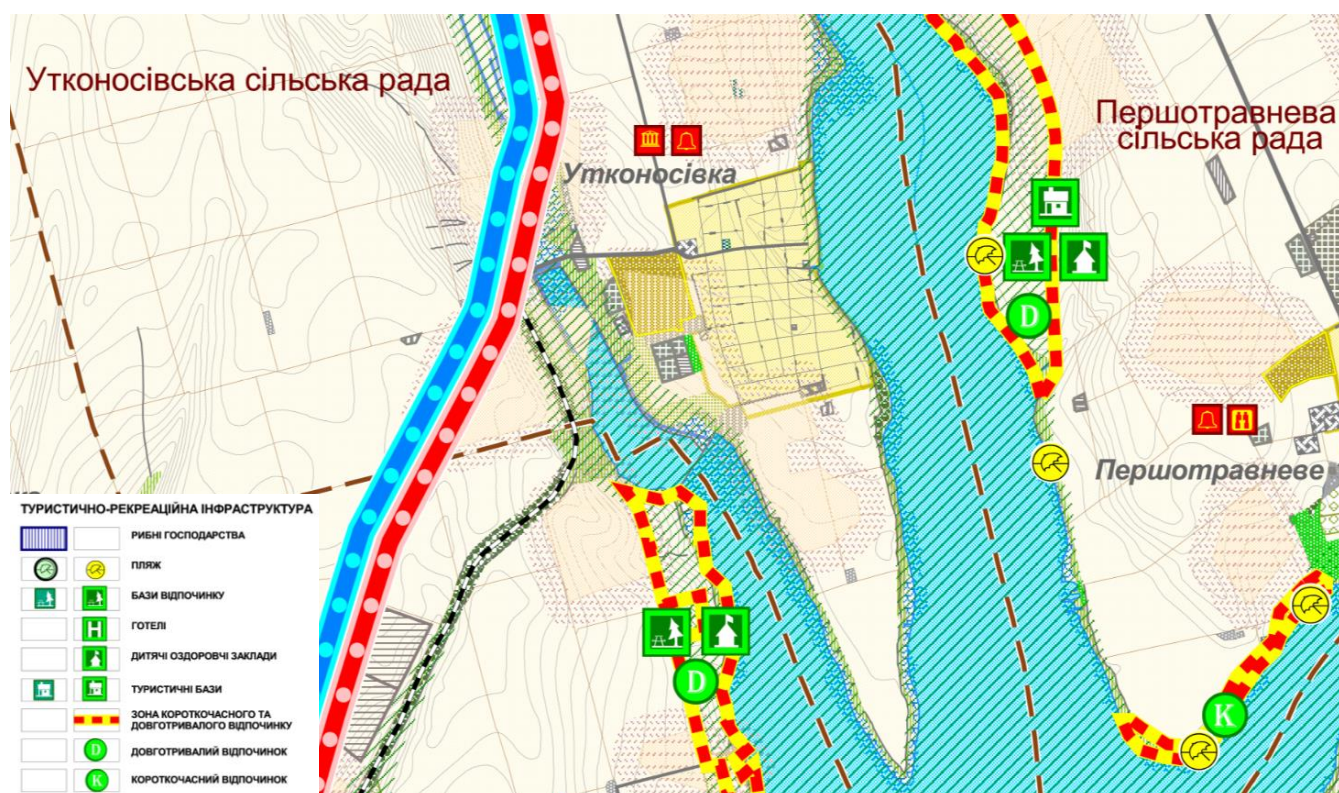 Утконосівська сільська рада
Першотравнева
сільська рада
Утконосівка
D
Першотравневе
ТУРИСТИЧНО-РЕКРЕАЦІЙНА ІНФРАСТРУКТУРА
РИБНІ ГОСПОДАРСТВА
ПЛЯЖ
БАЗИ ВІДПОЧИНКУ
H
ГОТЕЛІ
ДИТЯЧІ ОЗДОРОВЧІ ЗАКЛАДИ
ТУРИСТИЧНІ БАЗИ
ЗОНА КОРОТКОЧАСНОГО ТА
ДОВГОТРИВАЛОГО ВІДПОЧИНКУ
D
ДОВГОТРИВАЛИЙ ВІДПОЧИНОК
K
КОРОТКОЧАСНИЙ ВІДПОЧИНОК
D
K